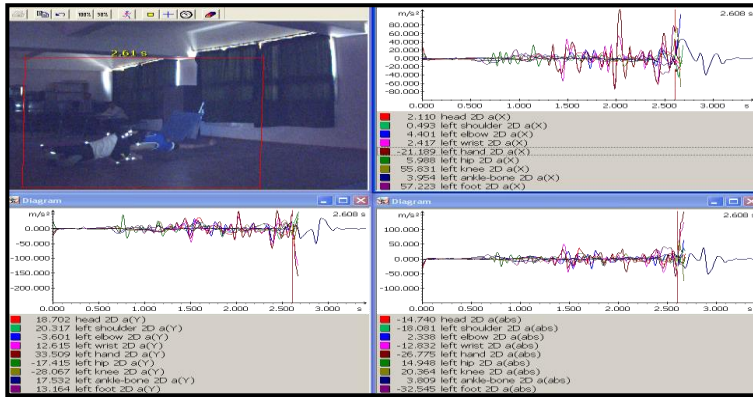 100% 50%
2.61 s
m/s² 2.608 s
80.000
60.000
40.000
20.000
0.000
-20.000
-40.000
-60.000
-80.000
0.000 0.500 1.000 1.500 2.000 2.500 3.000 s
2.110 head 2D a(X)
0.493 left shoulder 2D a(X)
4.401 left elbow 2D a(X)
2.417 left wrist 2D a(X)
-21.189 left hand 2D a(X)
5.988 left hip 2D a(X)
55.831 left knee 2D a(X)
3.954 left ankle-bone 2D a(X)
57.223 left foot 2D a(X)
Diagram
m/s² 2.608 s
0.000
-50.000
-100.000
-150.000
-200.000
0.000 0.500 1.000 1.500 2.000 2.500 3.000 s
18.702 head 2D a(Y)
20.317 left shoulder 2D a(Y)
-3.601 left elbow 2D a(Y)
12.615 left wrist 2D a(Y)
33.509 left hand 2D a(Y)
-17.415 left hip 2D a(Y)
-28.067 left knee 2D a(Y)
17.532 left ankle-bone 2D a(Y)
13.164 left foot 2D a(Y)
Diagram
m/s² 2.608 s
100.000
50.000
0.000
-50.000
-100.000
0.000 0.500 1.000 1.500 2.000 2.500 3.000 s
-14.740 head 2D a(abs)
-18.081 left shoulder 2D a(abs)
2.338 left elbow 2D a(abs)
-12.832 left wrist 2D a(abs)
-26.775 left hand 2D a(abs)
14.948 left hip 2D a(abs)
20.364 left knee 2D a(abs)
3.809 left ankle-bone 2D a(abs)
-32.545 left foot 2D a(abs)